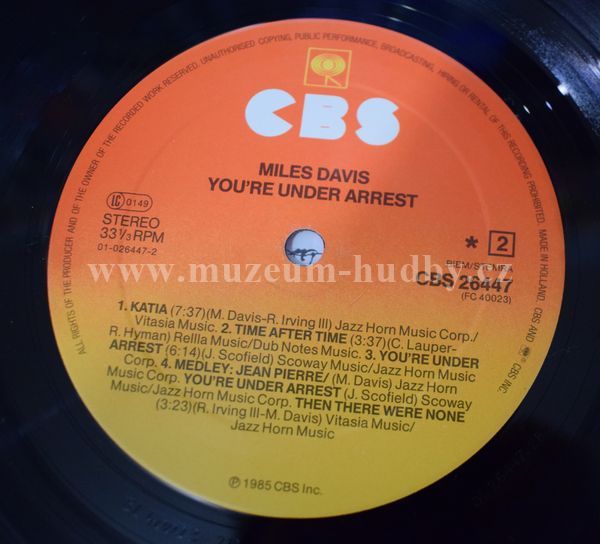 ALL RIGHTS OF THE PRODUCER AND OF THE OWNER OF THE RECORDED WORK RESERVED. UNAUTHORISED COPYING, PUBLIC PERFORMANCE, BROADCASTING, HIRING OR RENTAL OF THIS RECORDING PROHIBITED. MADE IN HOLLAND. CBS AND CBS INC.
CBS
MILES DAVIS
YOU'RE UNDER ARREST
LC 0149
STEREO
33⅓ RPM
01-026447-2
* 2
BIEM/STEMRA
CBS 26447
(FC 40023)
www.muzeum-hudby.cz
1. KATIA (7:37)(M. Davis-R. Irving III) Jazz Horn Music Corp./
Vitasia Music. 2. TIME AFTER TIME (3:37)(C. Lauper-
R. Hyman) Rellla Music/Dub Notes Music. 3. YOU'RE UNDER
ARREST (6:14)(J. Scofield) Scoway Music/Jazz Horn Music
Corp. 4. MEDLEY: JEAN PIERRE/ (M. Davis) Jazz Horn
Music Corp. YOU'RE UNDER ARREST (J. Scofield) Scoway
Music/Jazz Horn Music Corp. THEN THERE WERE NONE
(3:23)(R. Irving III-M. Davis) Vitasia Music/
Jazz Horn Music
℗ 1985 CBS Inc.